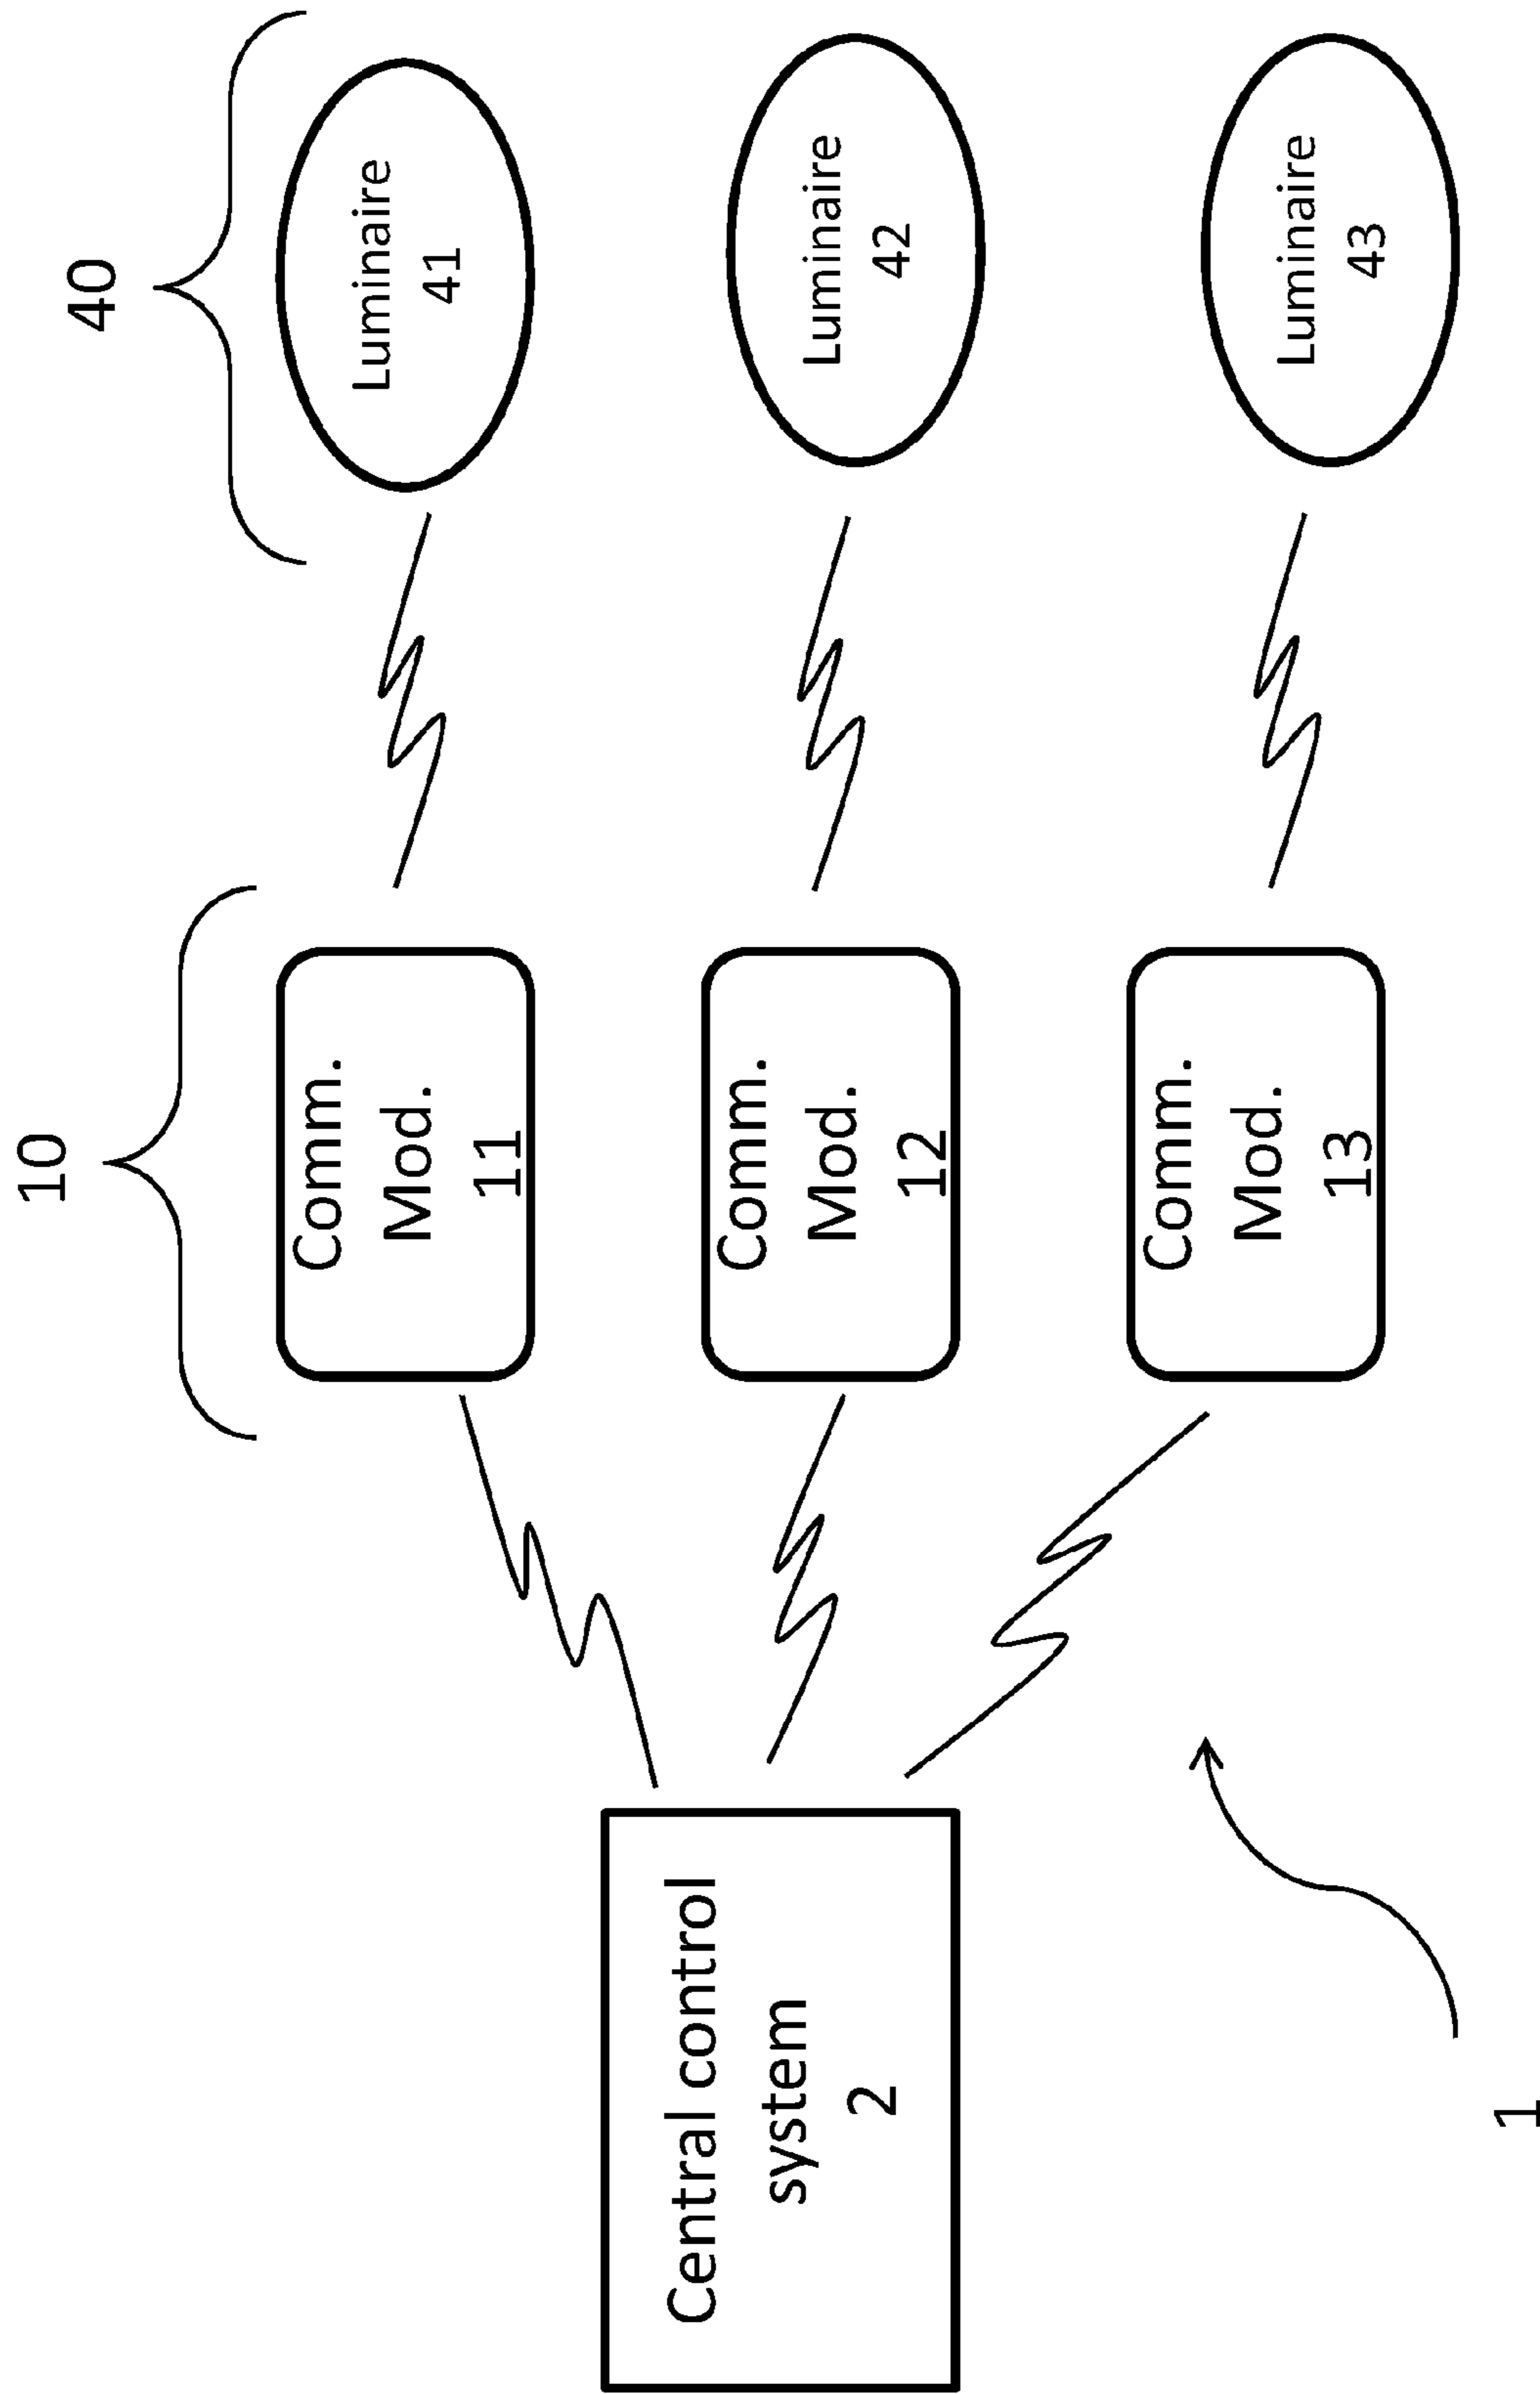 10
40
Comm.
Mod.
11
Luminaire
41
Central control
system
2
Comm.
Mod.
12
Luminaire
42
Comm.
Mod.
13
Luminaire
43
1